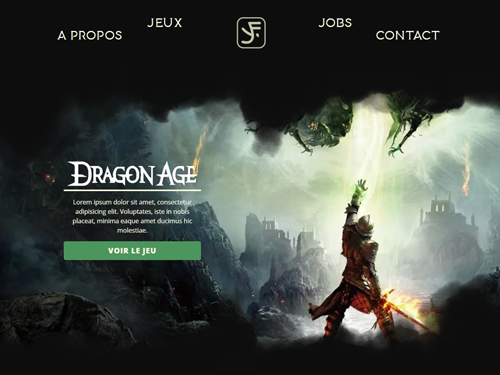 JEUX
JOBS
A PROPOS
CONTACT
DRAGON AGE
Lorem ipsum dolor sit amet, consectetur
adipisicing elit. Voluptates, iste in nobis
placeat, minima eaque amet ducimus hic
molestiae.
VOIR LE JEU